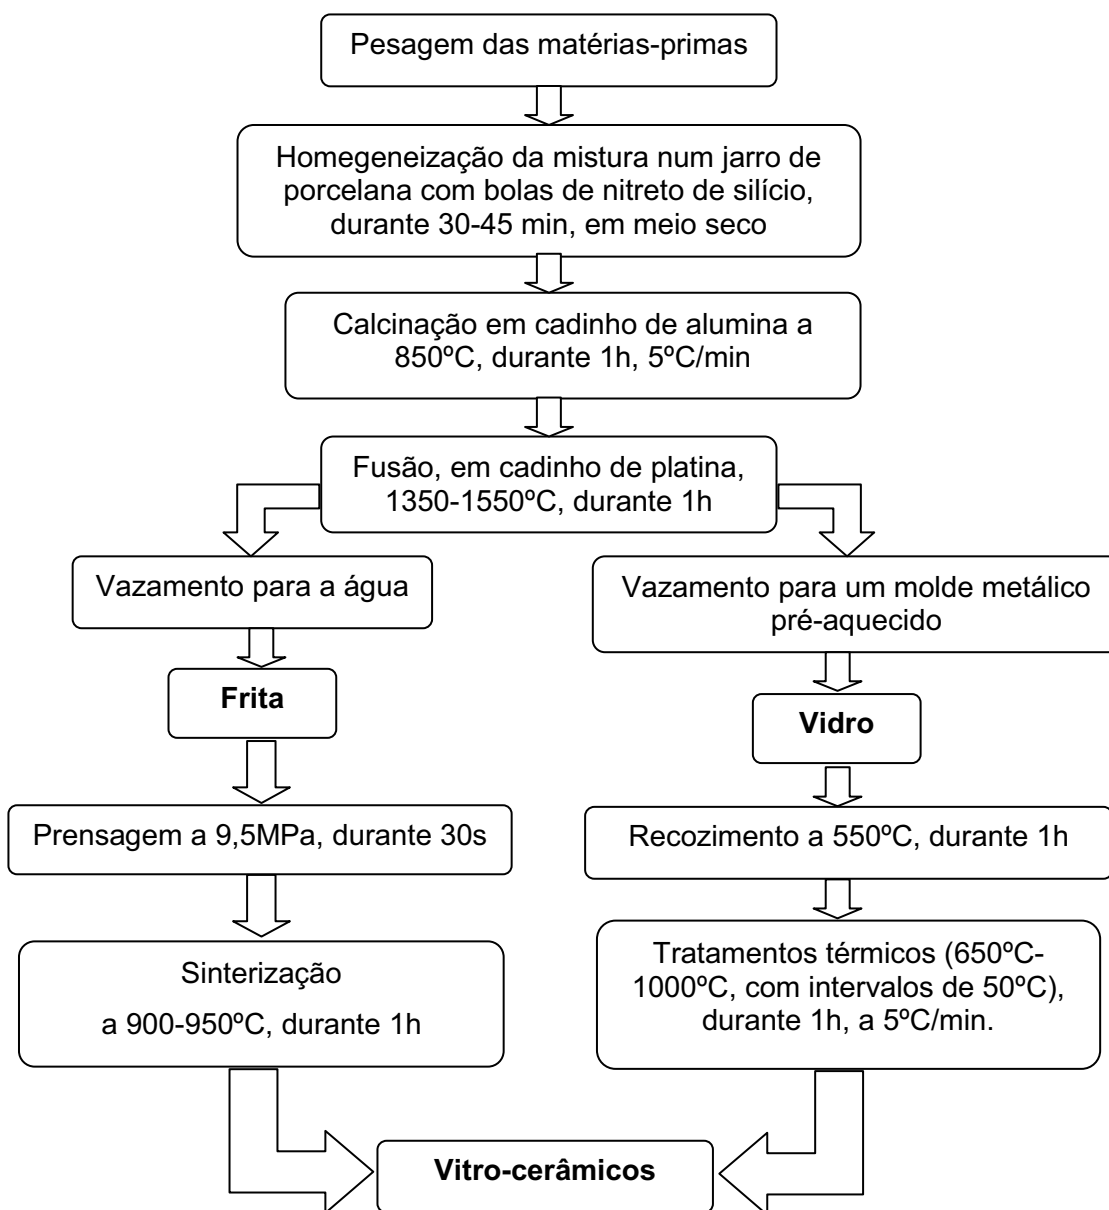 Pesagem das matérias-primas
Homegeneização da mistura num jarro de
porcelana com bolas de nitreto de silício,
durante 30-45 min, em meio seco
Calcinação em cadinho de alumina a
850ºC, durante 1h, 5ºC/min
Fusão, em cadinho de platina,
1350-1550ºC, durante 1h
Vazamento para a água
Frita
Prensagem a 9,5MPa, durante 30s
Sinterização
a 900-950ºC, durante 1h
Vazamento para um molde metálico
pré-aquecido
Vidro
Recozimento a 550ºC, durante 1h
Tratamentos térmicos (650ºC-
1000ºC, com intervalos de 50ºC),
durante 1h, a 5ºC/min.
Vitro-cerâmicos